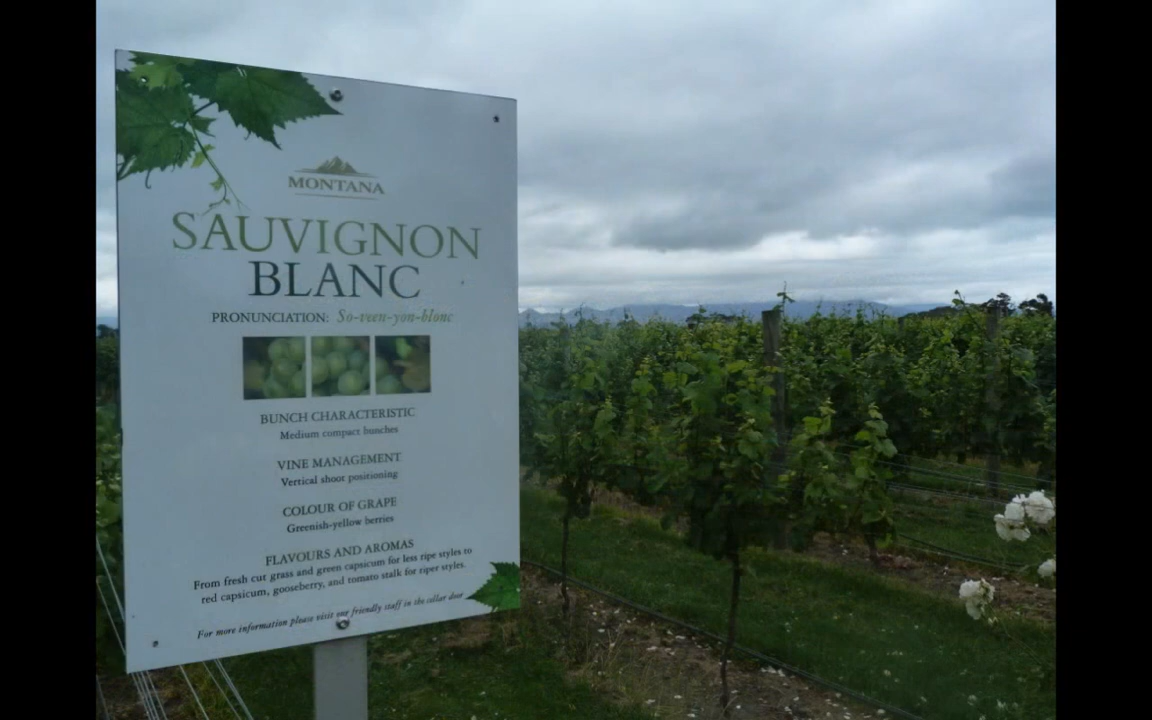 MONTANA
SAUVIGNON
BLANC
PRONUNCIATION: So-veen-yon-blonc
BUNCH CHARACTERISTIC
Medium compact bunches
VINE MANAGEMENT
Vertical shoot positioning
COLOUR OF GRAPE
Greenish-yellow berries
FLAVOURS AND AROMAS
From fresh cut grass and green capsicum for less ripe styles to
red capsicum, gooseberry, and tomato stalk for riper styles.
For more information please visit our friendly staff in the cellar door